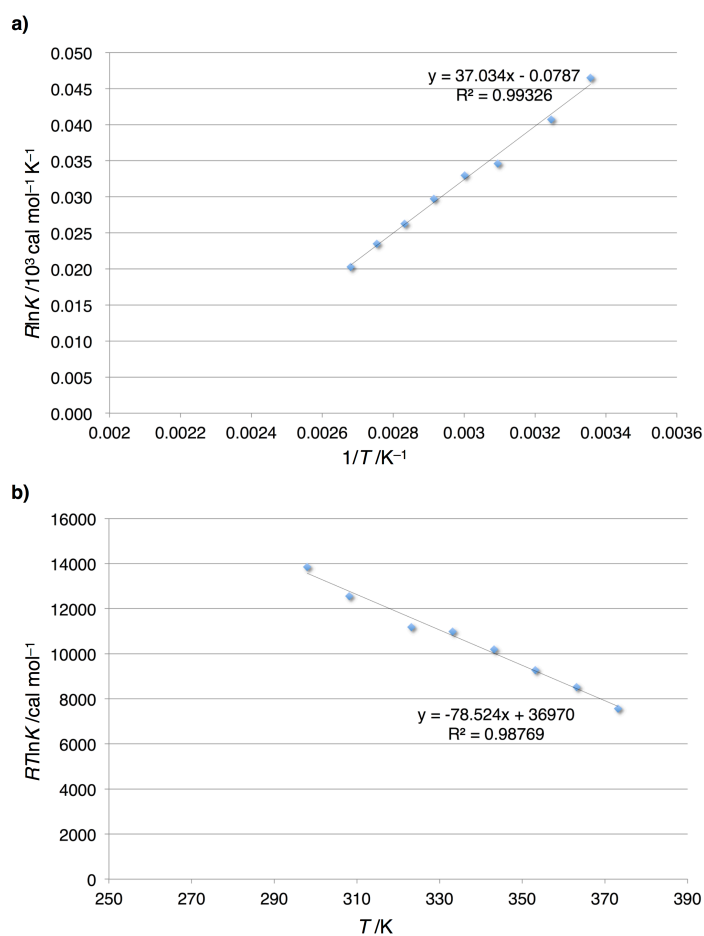 a)
0.050
0.045
0.040
0.035
0.030
0.025
0.020
0.015
0.010
0.005
0.000
RlnK /10³ cal mol⁻¹ K⁻¹
y = 37.034x - 0.0787
R² = 0.99326
0.002 0.0022 0.0024 0.0026 0.0028 0.003 0.0032 0.0034 0.0036
1/T /K⁻¹
b)
16000
14000
12000
10000
8000
6000
4000
2000
0
RTlnK /cal mol⁻¹
y = -78.524x + 36970
R² = 0.98769
250 270 290 310 330 350 370 390
T /K